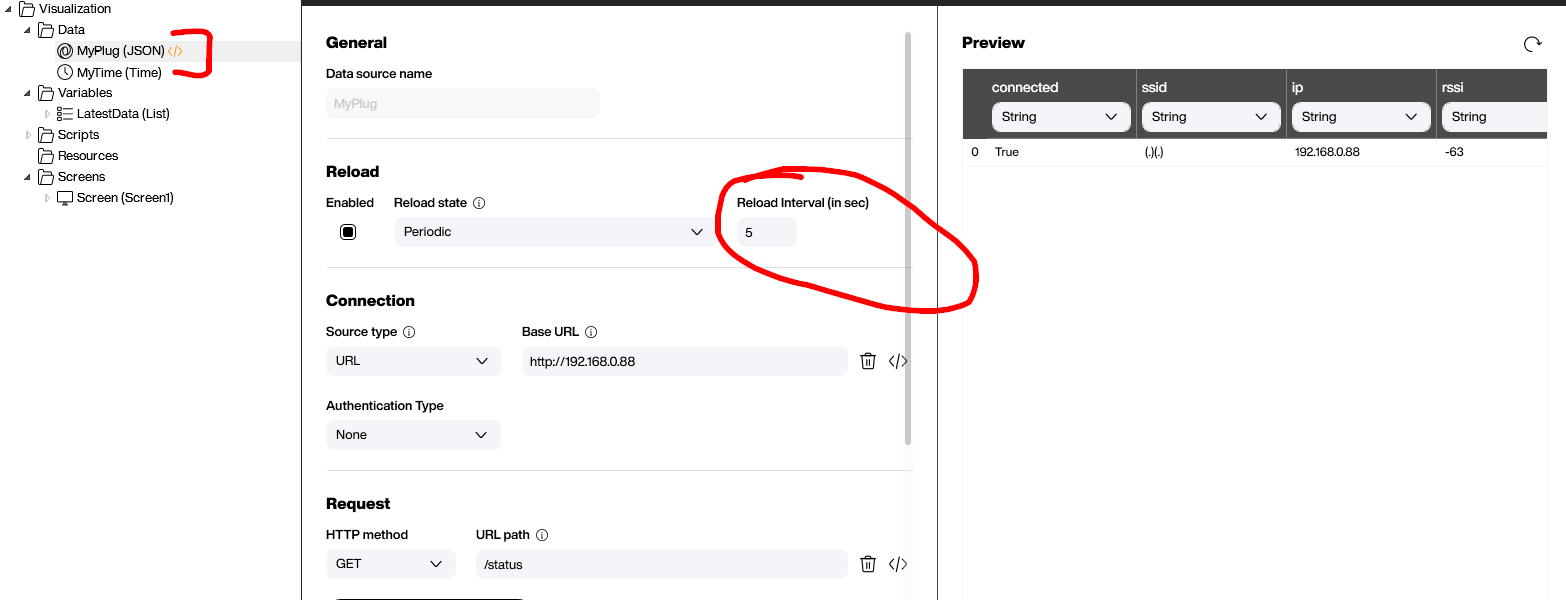 Visualization
Data
MyPlug (JSON) </>
MyTime (Time)
Variables
LatestData (List)
Scripts
Resources
Screens
Screen (Screen1)
General
Data source name
MyPlug
Reload
Enabled Reload state Reload Interval (in sec)
Periodic 5
Connection
Source type Base URL
URL http://192.168.0.88 </>
Authentication Type
None
Request
HTTP method URL path
GET /status </>
Preview
connected ssid ip rssi
String String String String
0 True (.)(.) 192.168.0.88 -63